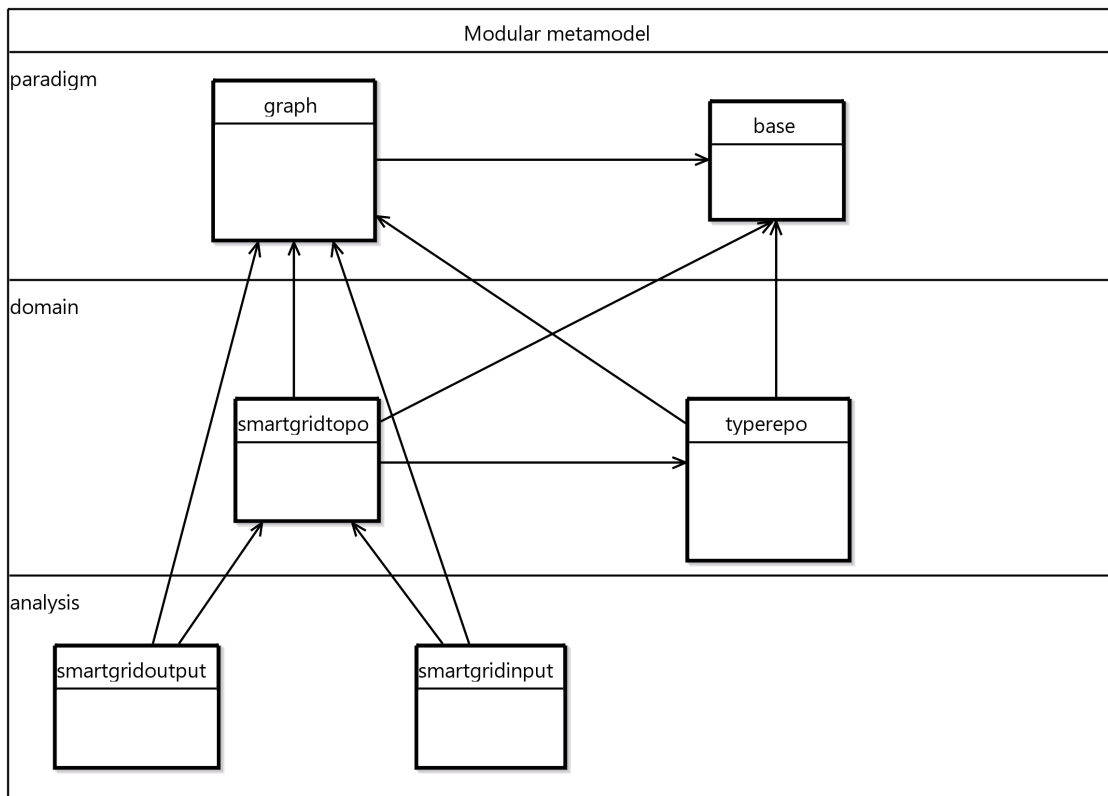 Modular metamodel
paradigm
graph
base
domain
smartgridtopo
typerepo
analysis
smartgridoutput
smartgridinput